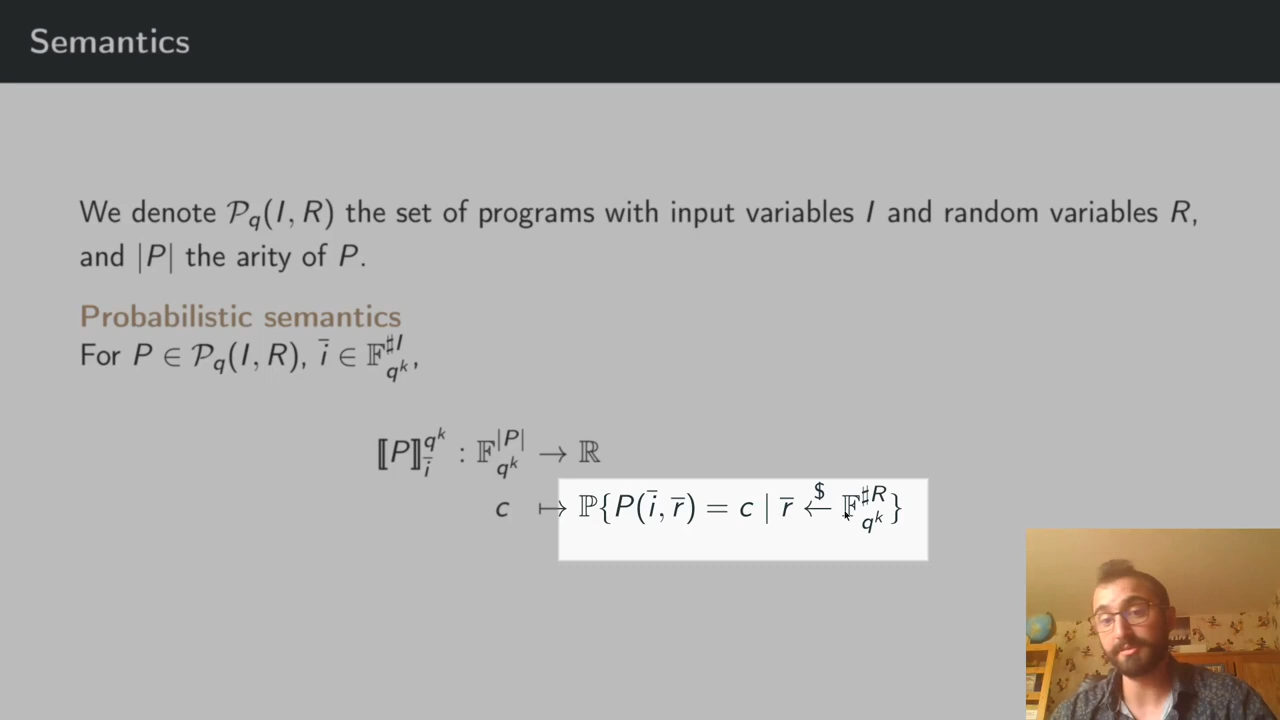 Semantics
We denote 𝒫_q(I, R) the set of programs with input variables I and random variables R,
and |P| the arity of P.
Probabilistic semantics
For P ∈ 𝒫_q(I, R), ī ∈ 𝔽_{q^k}^{♯I},
⟦P⟧_ī^{q^k} : 𝔽_{q^k}^{|P|} → ℝ
c ↦ ℙ{P(ī, r̄) = c | r̄ ←^$ 𝔽_{q^k}^{♯R}}